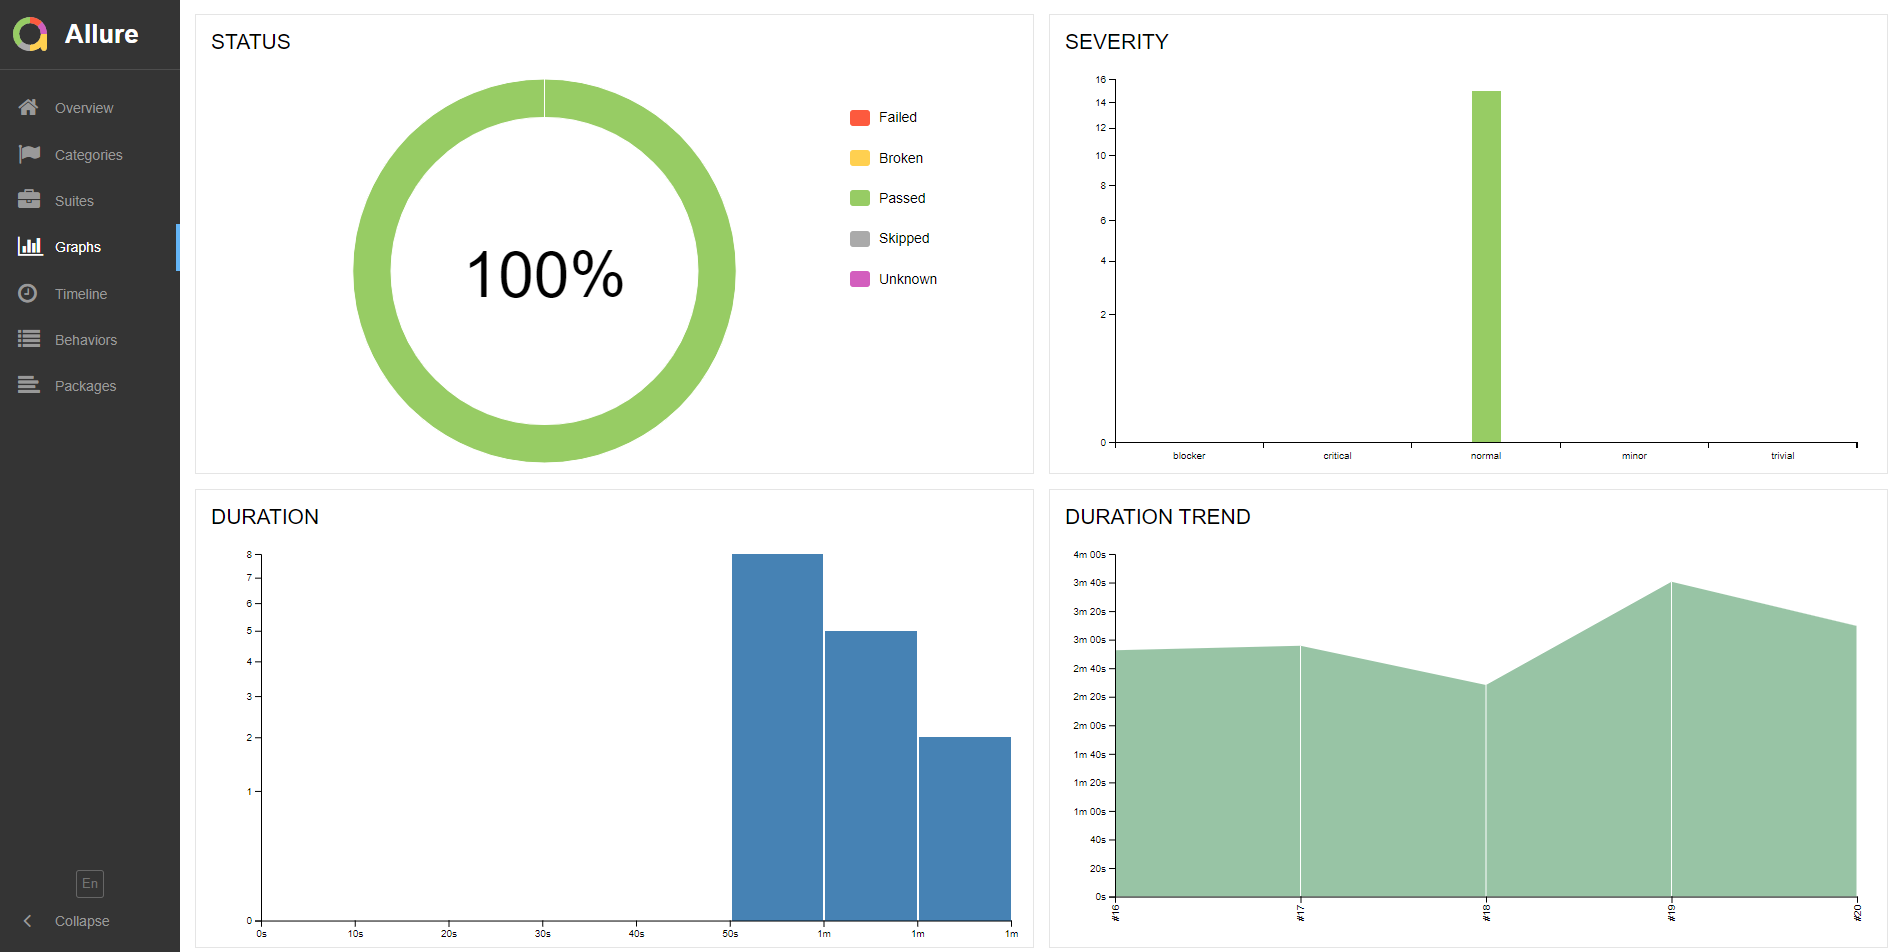 Allure
Overview
Categories
Suites
Graphs
Timeline
Behaviors
Packages
En
Collapse
STATUS
100%
Failed
Broken
Passed
Skipped
Unknown
SEVERITY
16
14
12
10
8
6
4
2
0
blocker critical normal minor trivial
DURATION
8
7
6
5
4
3
2
1
0
0s 10s 20s 30s 40s 50s 1m 1m 1m
DURATION TREND
4m 00s
3m 40s
3m 20s
3m 00s
2m 40s
2m 20s
2m 00s
1m 40s
1m 20s
1m 00s
40s
20s
0s
#16 #17 #18 #19 #20